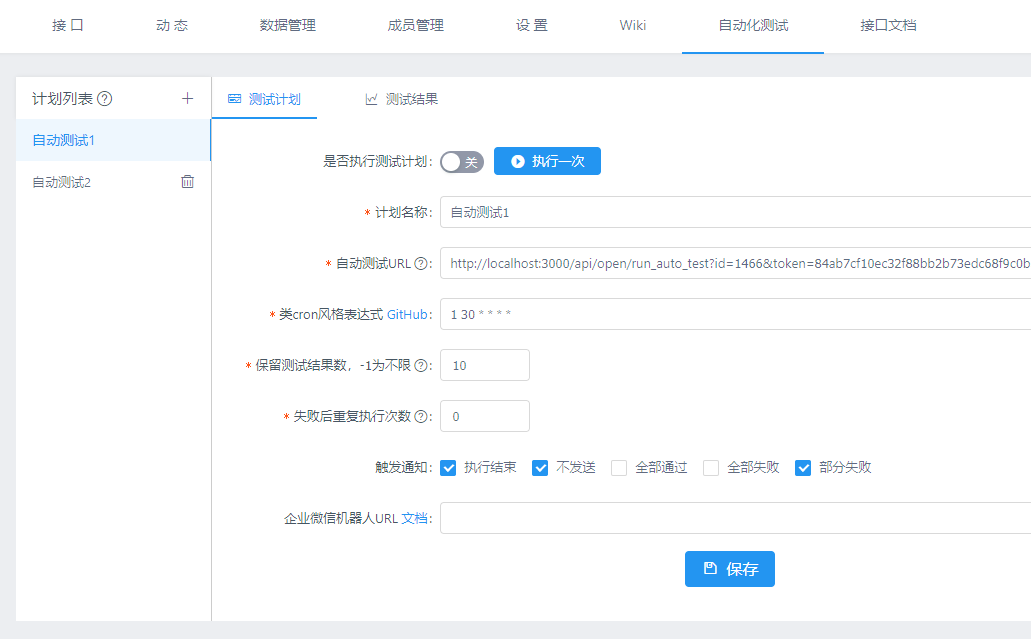 接 口 动 态 数据管理 成员管理 设 置 Wiki 自动化测试 接口文档
计划列表 ? +
自动测试1
自动测试2
测试计划 测试结果
是否执行测试计划: 关 执行一次
* 计划名称: 自动测试1
* 自动测试URL ? : http://localhost:3000/api/open/run_auto_test?id=1466&token=84ab7cf10ec32f88bb2b73edc68f9c0b
* 类cron风格表达式 GitHub: 1 30 * * * *
* 保留测试结果数, -1为不限 ? : 10
* 失败后重复执行次数 ? : 0
触发通知: 执行结束 不发送 全部通过 全部失败 部分失败
企业微信机器人URL 文档:
保存